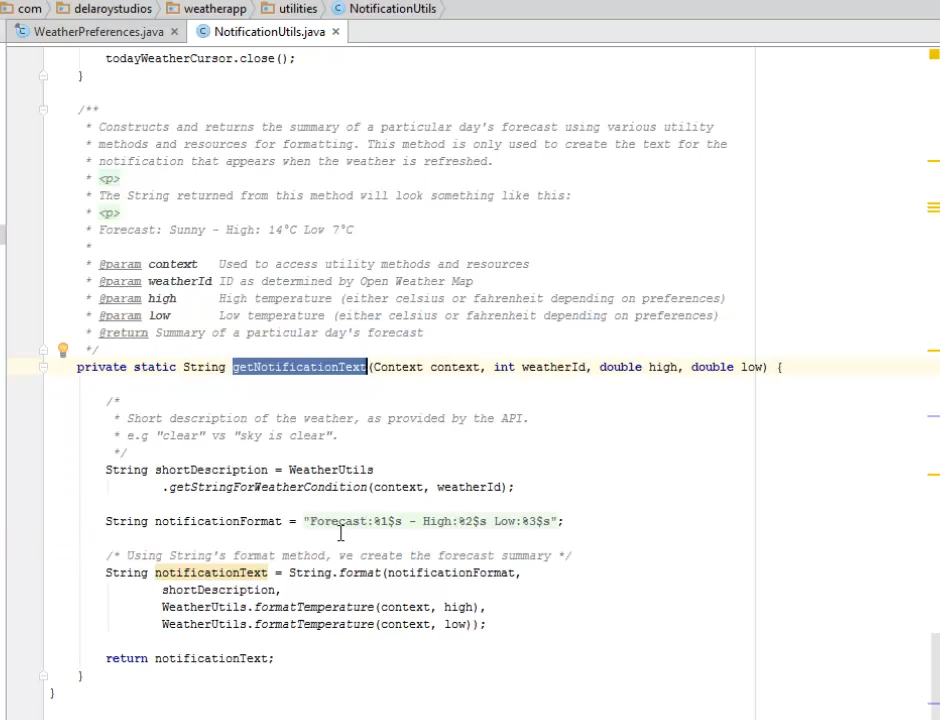 com delaroystudios weatherapp utilities NotificationUtils
WeatherPreferences.java NotificationUtils.java
todayWeatherCursor.close();
}
/**
* Constructs and returns the summary of a particular day's forecast using various utility
* methods and resources for formatting. This method is only used to create the text for the
* notification that appears when the weather is refreshed.
* <p>
* The String returned from this method will look something like this:
* <p>
* Forecast: Sunny - High: 14°C Low 7°C
*
* @param context Used to access utility methods and resources
* @param weatherId ID as determined by Open Weather Map
* @param high High temperature (either celsius or fahrenheit depending on preferences)
* @param low Low temperature (either celsius or fahrenheit depending on preferences)
* @return Summary of a particular day's forecast
*/
private static String getNotificationText(Context context, int weatherId, double high, double low) {
/*
* Short description of the weather, as provided by the API.
* e.g "clear" vs "sky is clear".
*/
String shortDescription = WeatherUtils
.getStringForWeatherCondition(context, weatherId);
String notificationFormat = "Forecast:%1$s - High:%2$s Low:%3$s";
/* Using String's format method, we create the forecast summary */
String notificationText = String.format(notificationFormat,
shortDescription,
WeatherUtils.formatTemperature(context, high),
WeatherUtils.formatTemperature(context, low));
return notificationText;
}
}